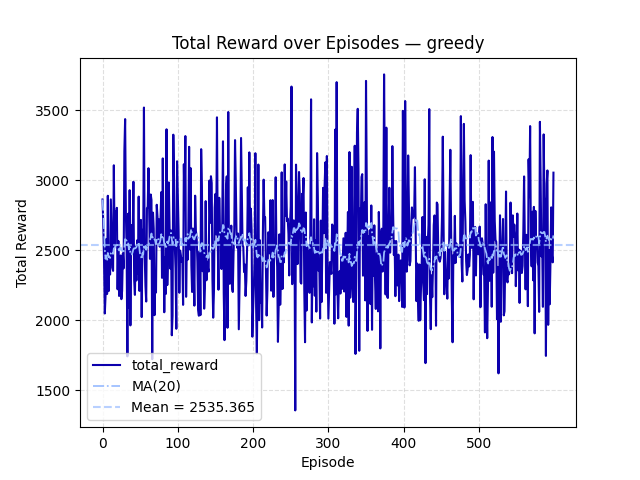 Total Reward over Episodes — greedy
Total Reward
3500
3000
2500
2000
1500
total_reward
MA(20)
Mean = 2535.365
0 100 200 300 400 500
Episode